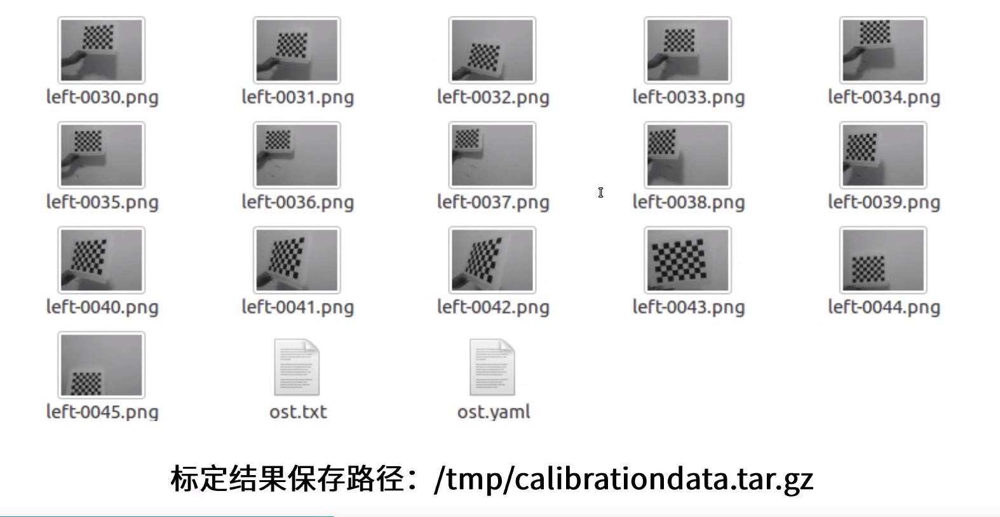 left-0030.png left-0031.png left-0032.png left-0033.png left-0034.png
left-0035.png left-0036.png left-0037.png left-0038.png left-0039.png
left-0040.png left-0041.png left-0042.png left-0043.png left-0044.png
left-0045.png ost.txt ost.yaml
标定结果保存路径：/tmp/calibrationdata.tar.gz